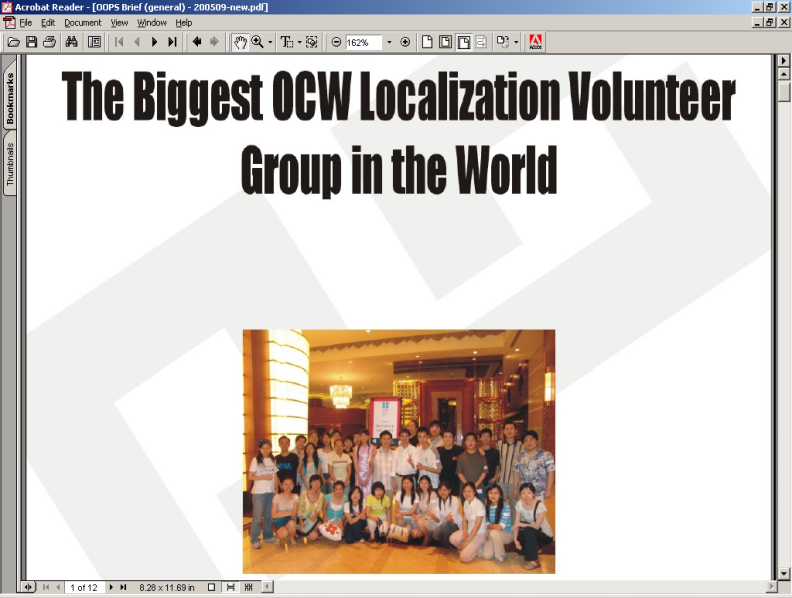 Acrobat Reader - [OOPS Brief (general) - 200509-new.pdf]
File Edit Document View Window Help
162%
Adobe
Bookmarks
Thumbnails
The Biggest OCW Localization Volunteer
Group in the World
1 of 12
8.28 x 11.69 in